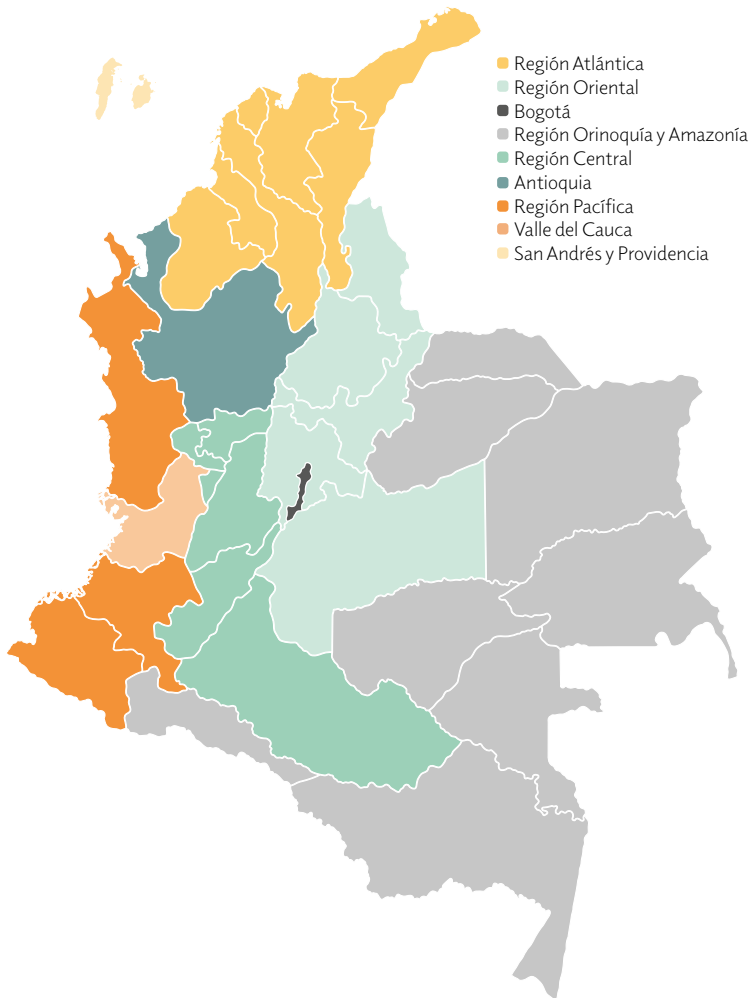 Región Atlántica
Región Oriental
Bogotá
Región Orinoquía y Amazonía
Región Central
Antioquia
Región Pacífica
Valle del Cauca
San Andrés y Providencia